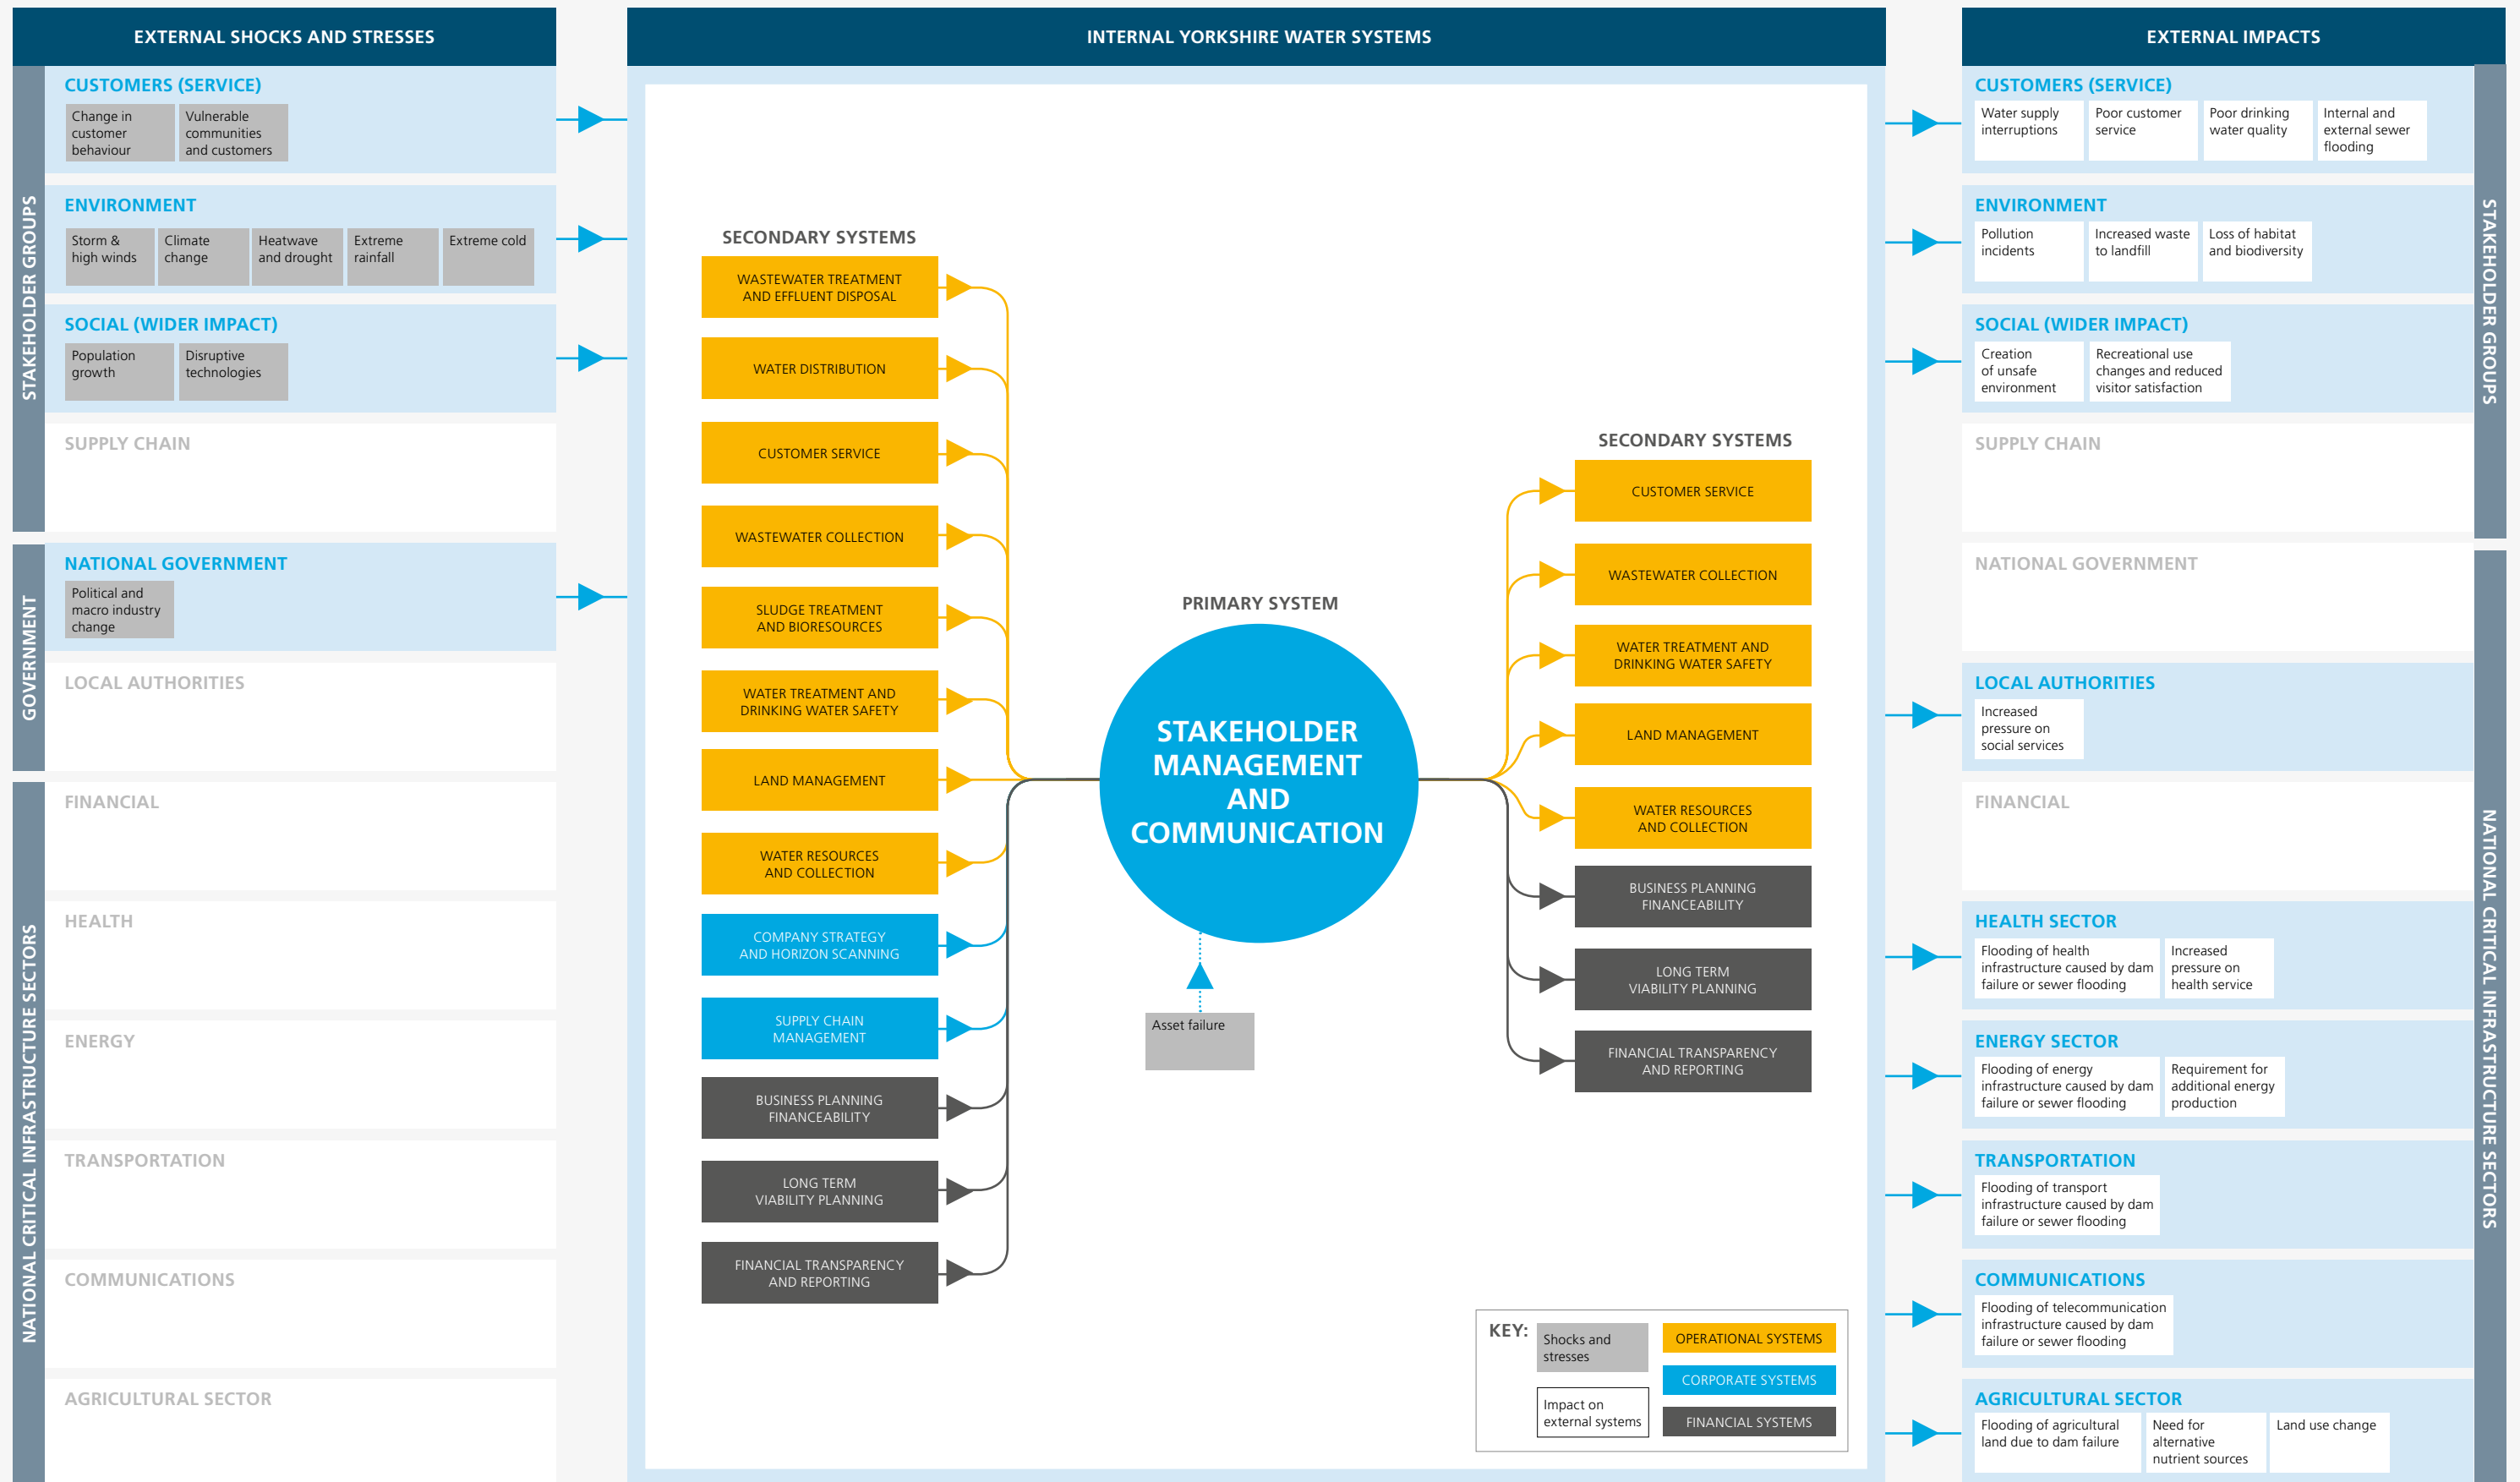 EXTERNAL SHOCKS AND STRESSES
STAKEHOLDER GROUPS
CUSTOMERS (SERVICE)
Change in
customer
behaviour
Vulnerable
communities
and customers
ENVIRONMENT
Storm &
high winds
Climate
change
Heatwave
and drought
Extreme
rainfall
Extreme cold
SOCIAL (WIDER IMPACT)
Population
growth
Disruptive
technologies
SUPPLY CHAIN
GOVERNMENT
NATIONAL GOVERNMENT
Political and
macro industry
change
LOCAL AUTHORITIES
NATIONAL CRITICAL INFRASTRUCTURE SECTORS
FINANCIAL
HEALTH
ENERGY
TRANSPORTATION
COMMUNICATIONS
AGRICULTURAL SECTOR
INTERNAL YORKSHIRE WATER SYSTEMS
SECONDARY SYSTEMS
WASTEWATER TREATMENT
AND EFFLUENT DISPOSAL
WATER DISTRIBUTION
CUSTOMER SERVICE
WASTEWATER COLLECTION
SLUDGE TREATMENT
AND BIORESOURCES
WATER TREATMENT AND
DRINKING WATER SAFETY
LAND MANAGEMENT
WATER RESOURCES
AND COLLECTION
COMPANY STRATEGY
AND HORIZON SCANNING
SUPPLY CHAIN
MANAGEMENT
BUSINESS PLANNING
FINANCEABILITY
LONG TERM
VIABILITY PLANNING
FINANCIAL TRANSPARENCY
AND REPORTING
PRIMARY SYSTEM
STAKEHOLDER
MANAGEMENT
AND
COMMUNICATION
Asset failure
SECONDARY SYSTEMS
CUSTOMER SERVICE
WASTEWATER COLLECTION
WATER TREATMENT AND
DRINKING WATER SAFETY
LAND MANAGEMENT
WATER RESOURCES
AND COLLECTION
BUSINESS PLANNING
FINANCEABILITY
LONG TERM
VIABILITY PLANNING
FINANCIAL TRANSPARENCY
AND REPORTING
KEY:
Shocks and
stresses
Impact on
external systems
OPERATIONAL SYSTEMS
CORPORATE SYSTEMS
FINANCIAL SYSTEMS
EXTERNAL IMPACTS
STAKEHOLDER GROUPS
CUSTOMERS (SERVICE)
Water supply
interruptions
Poor customer
service
Poor drinking
water quality
Internal and
external sewer
flooding
ENVIRONMENT
Pollution
incidents
Increased waste
to landfill
Loss of habitat
and biodiversity
SOCIAL (WIDER IMPACT)
Creation
of unsafe
environment
Recreational use
changes and reduced
visitor satisfaction
SUPPLY CHAIN
NATIONAL CRITICAL INFRASTRUCTURE SECTORS
NATIONAL GOVERNMENT
LOCAL AUTHORITIES
Increased
pressure on
social services
FINANCIAL
HEALTH SECTOR
Flooding of health
infrastructure caused by dam
failure or sewer flooding
Increased
pressure on
health service
ENERGY SECTOR
Flooding of energy
infrastructure caused by dam
failure or sewer flooding
Requirement for
additional energy
production
TRANSPORTATION
Flooding of transport
infrastructure caused by dam
failure or sewer flooding
COMMUNICATIONS
Flooding of telecommunication
infrastructure caused by dam
failure or sewer flooding
AGRICULTURAL SECTOR
Flooding of agricultural
land due to dam failure
Need for
alternative
nutrient sources
Land use change